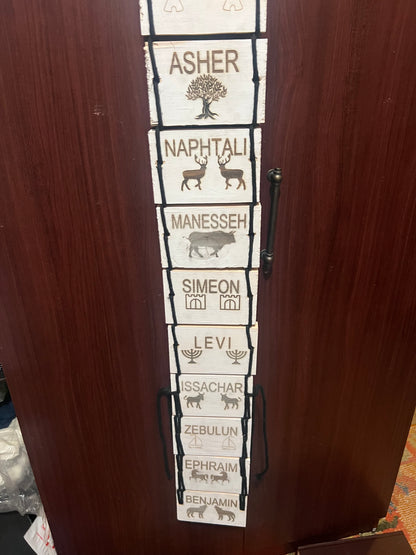 ASHER
NAPHTALI
MANESSEH
SIMEON
LEVI
ISSACHAR
ZEBULUN
EPHRAIM
BENJAMIN